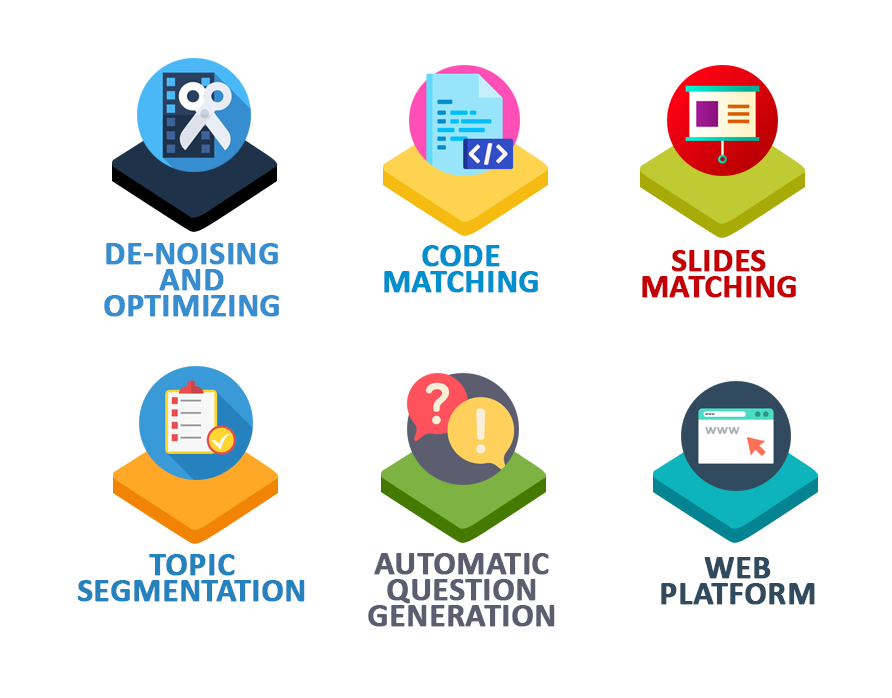 </>
DE-NOISING
AND
OPTIMIZING
CODE
MATCHING
SLIDES
MATCHING
?
!
www
TOPIC
SEGMENTATION
AUTOMATIC
QUESTION
GENERATION
WEB
PLATFORM